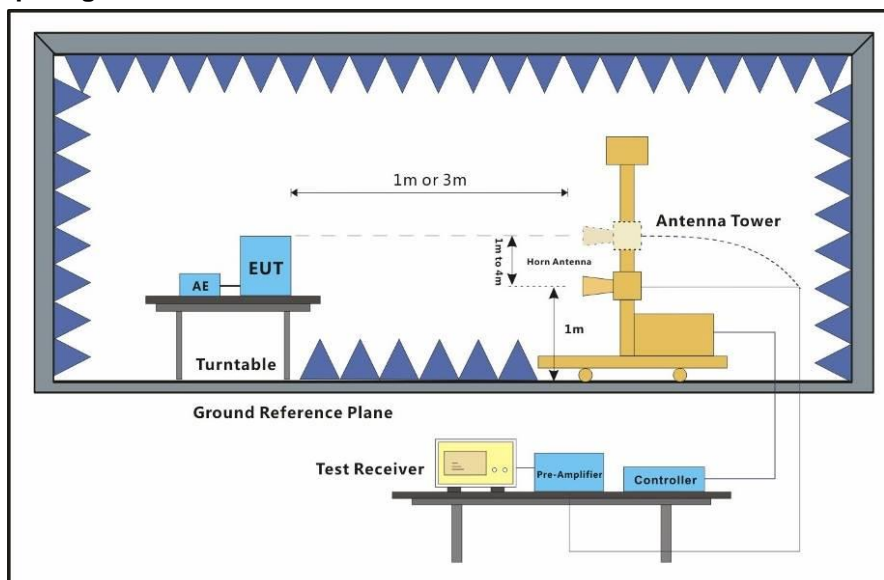 1m or 3m
Antenna Tower
1m to 4m
Horn Antenna
EUT
AE
1m
Turntable
Ground Reference Plane
Test Receiver
Pre-Amplifier
Controller